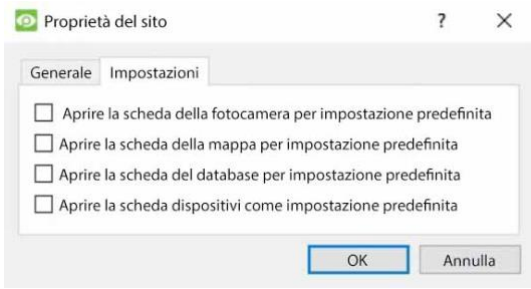 Proprietà del sito ? X
Generale Impostazioni
Aprire la scheda della fotocamera per impostazione predefinita
Aprire la scheda della mappa per impostazione predefinita
Aprire la scheda del database per impostazione predefinita
Aprire la scheda dispositivi come impostazione predefinita
OK Annulla